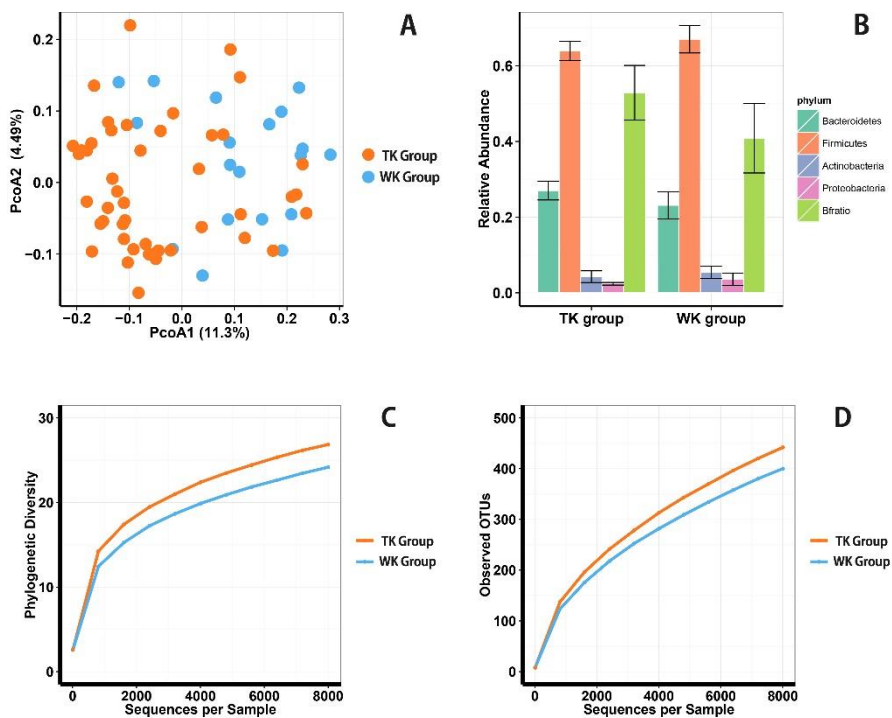 A
0.2
0.1
0.0
−0.1
PcoA2 (4.49%)
−0.2
−0.1
0.0
0.1
0.2
0.3
PcoA1 (11.3%)
TK Group
WK Group
B
0.6
0.4
0.2
0.0
Relative Abundance
TK group
WK group
phylum
Bacteroidetes
Firmicutes
Actinobacteria
Proteobacteria
Bfratio
C
30
20
10
0
Phylogenetic Diversity
0
2000
4000
6000
8000
Sequences per Sample
TK Group
WK Group
D
500
400
300
200
100
0
Observed OTUs
0
2000
4000
6000
8000
Sequences per Sample
TK Group
WK Group